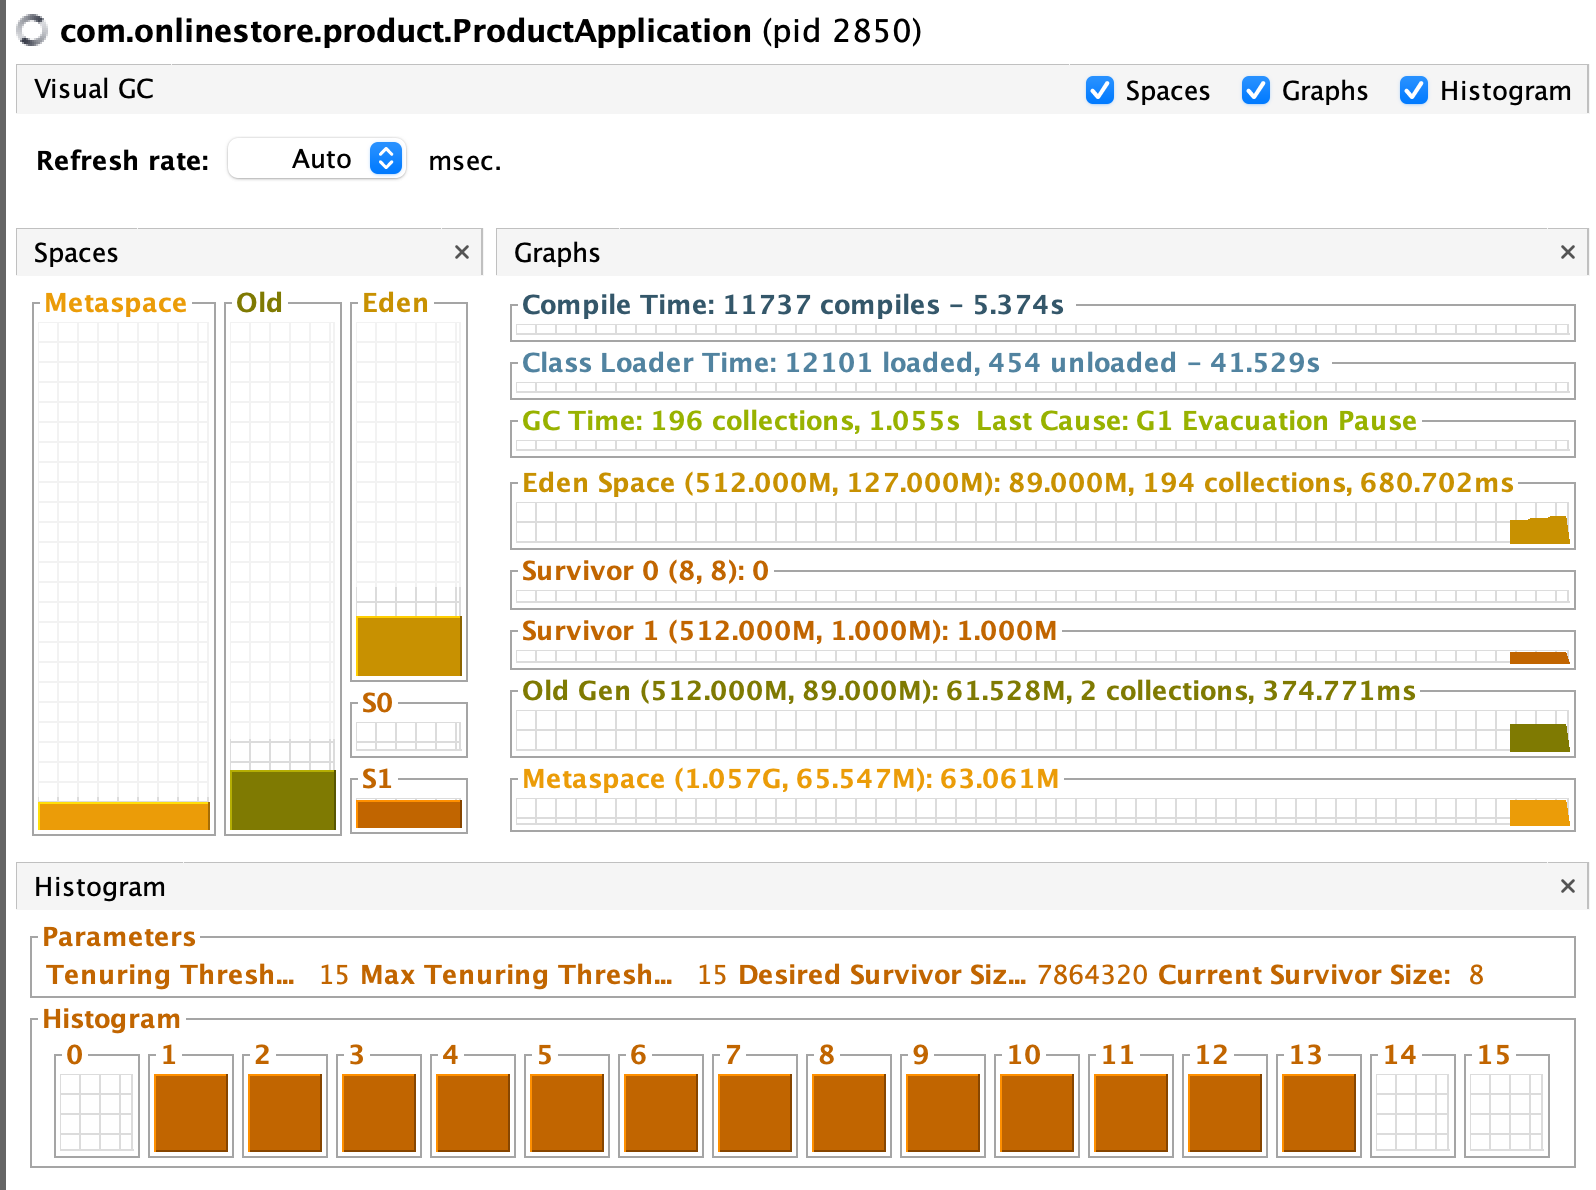 com.onlinestore.product.ProductApplication (pid 2850)
Visual GC
Spaces
Graphs
Histogram
Refresh rate: Auto msec.
Spaces
Metaspace
Old
Eden
S0
S1
Graphs
Compile Time: 11737 compiles - 5.374s
Class Loader Time: 12101 loaded, 454 unloaded - 41.529s
GC Time: 196 collections, 1.055s Last Cause: G1 Evacuation Pause
Eden Space (512.000M, 127.000M): 89.000M, 194 collections, 680.702ms
Survivor 0 (8, 8): 0
Survivor 1 (512.000M, 1.000M): 1.000M
Old Gen (512.000M, 89.000M): 61.528M, 2 collections, 374.771ms
Metaspace (1.057G, 65.547M): 63.061M
Histogram
Parameters
Tenuring Thresh... 15 Max Tenuring Thresh... 15 Desired Survivor Siz... 7864320 Current Survivor Size: 8
Histogram
0 1 2 3 4 5 6 7 8 9 10 11 12 13 14 15